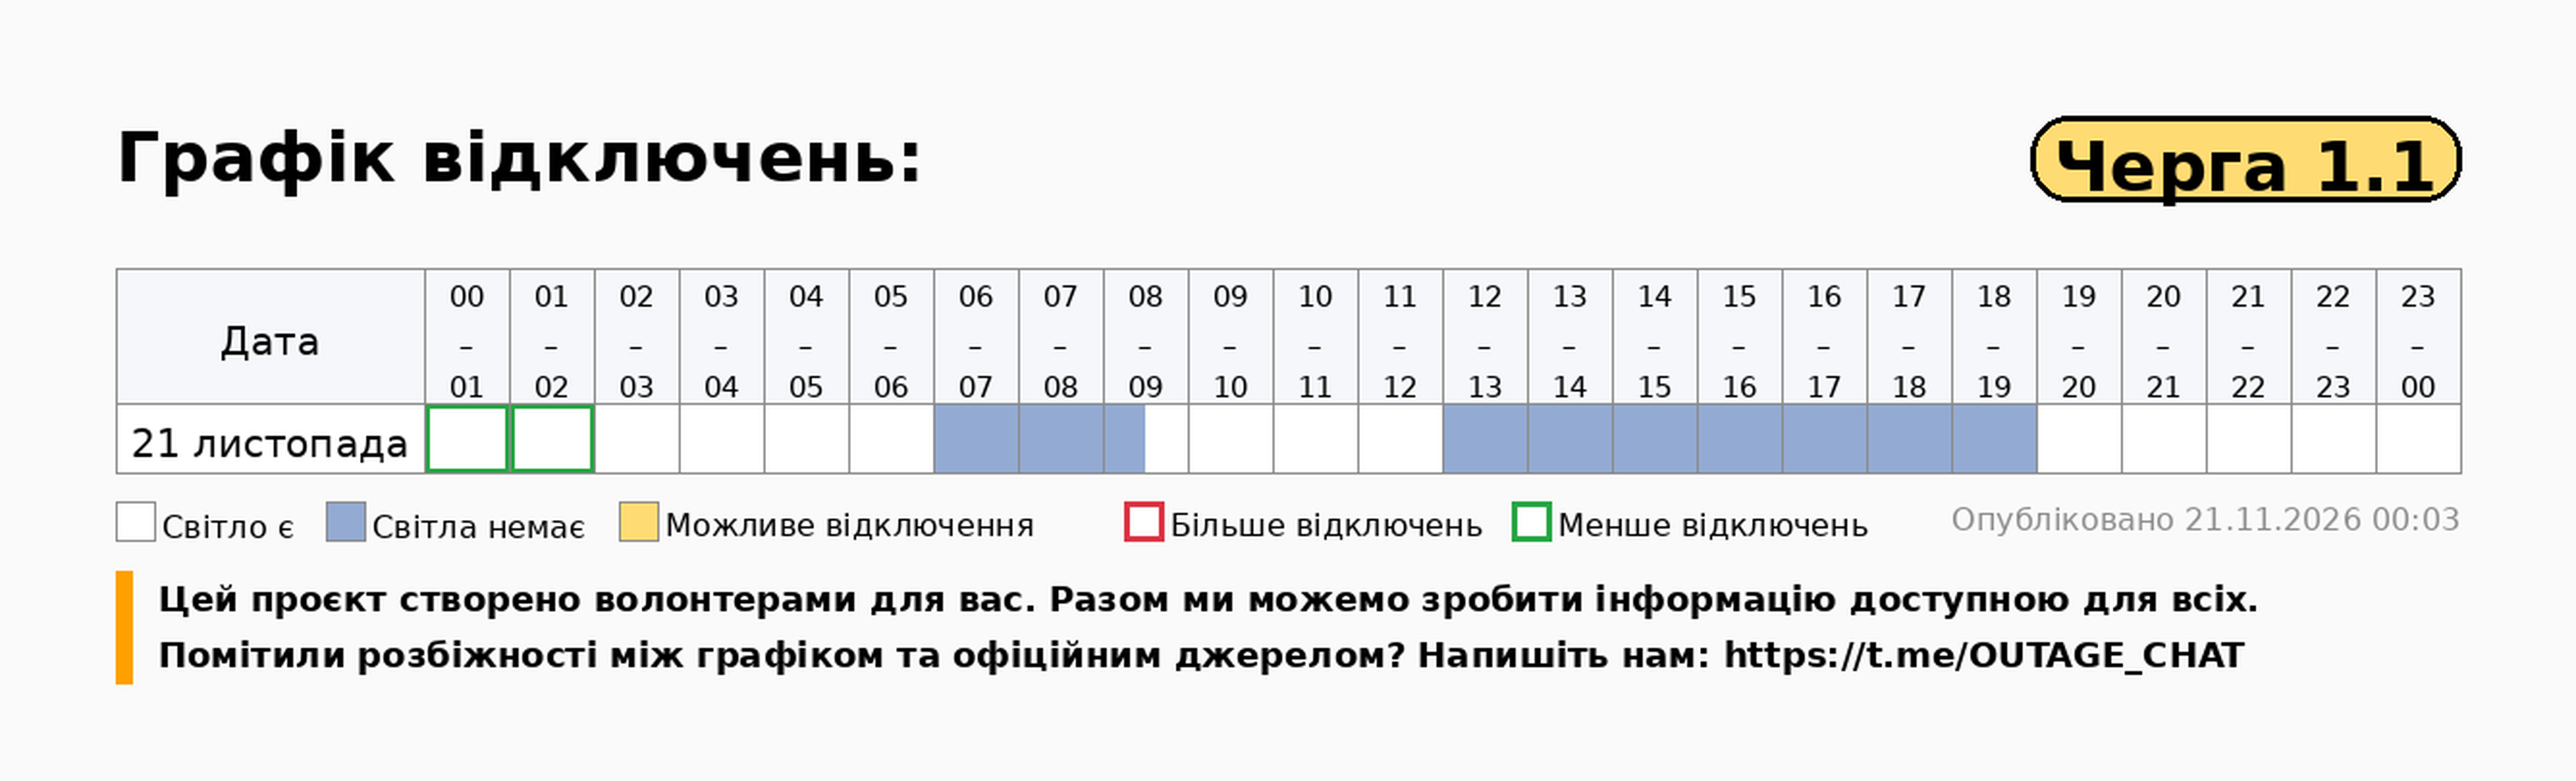 Графік відключень:
Черга 1.1
Дата 00 – 01 01 – 02 02 – 03 03 – 04 04 – 05 05 – 06 06 – 07 07 – 08 08 – 09 09 – 10 10 – 11 11 – 12 12 – 13 13 – 14 14 – 15 15 – 16 16 – 17 17 – 18 18 – 19 19 – 20 20 – 21 21 – 22 22 – 23 23 – 00
21 листопада
Світло є Світла немає Можливе відключення Більше відключень Менше відключень Опубліковано 21.11.2026 00:03
Цей проєкт створено волонтерами для вас. Разом ми можемо зробити інформацію доступною для всіх.
Помітили розбіжності між графіком та офіційним джерелом? Напишіть нам: https://t.me/OUTAGE_CHAT